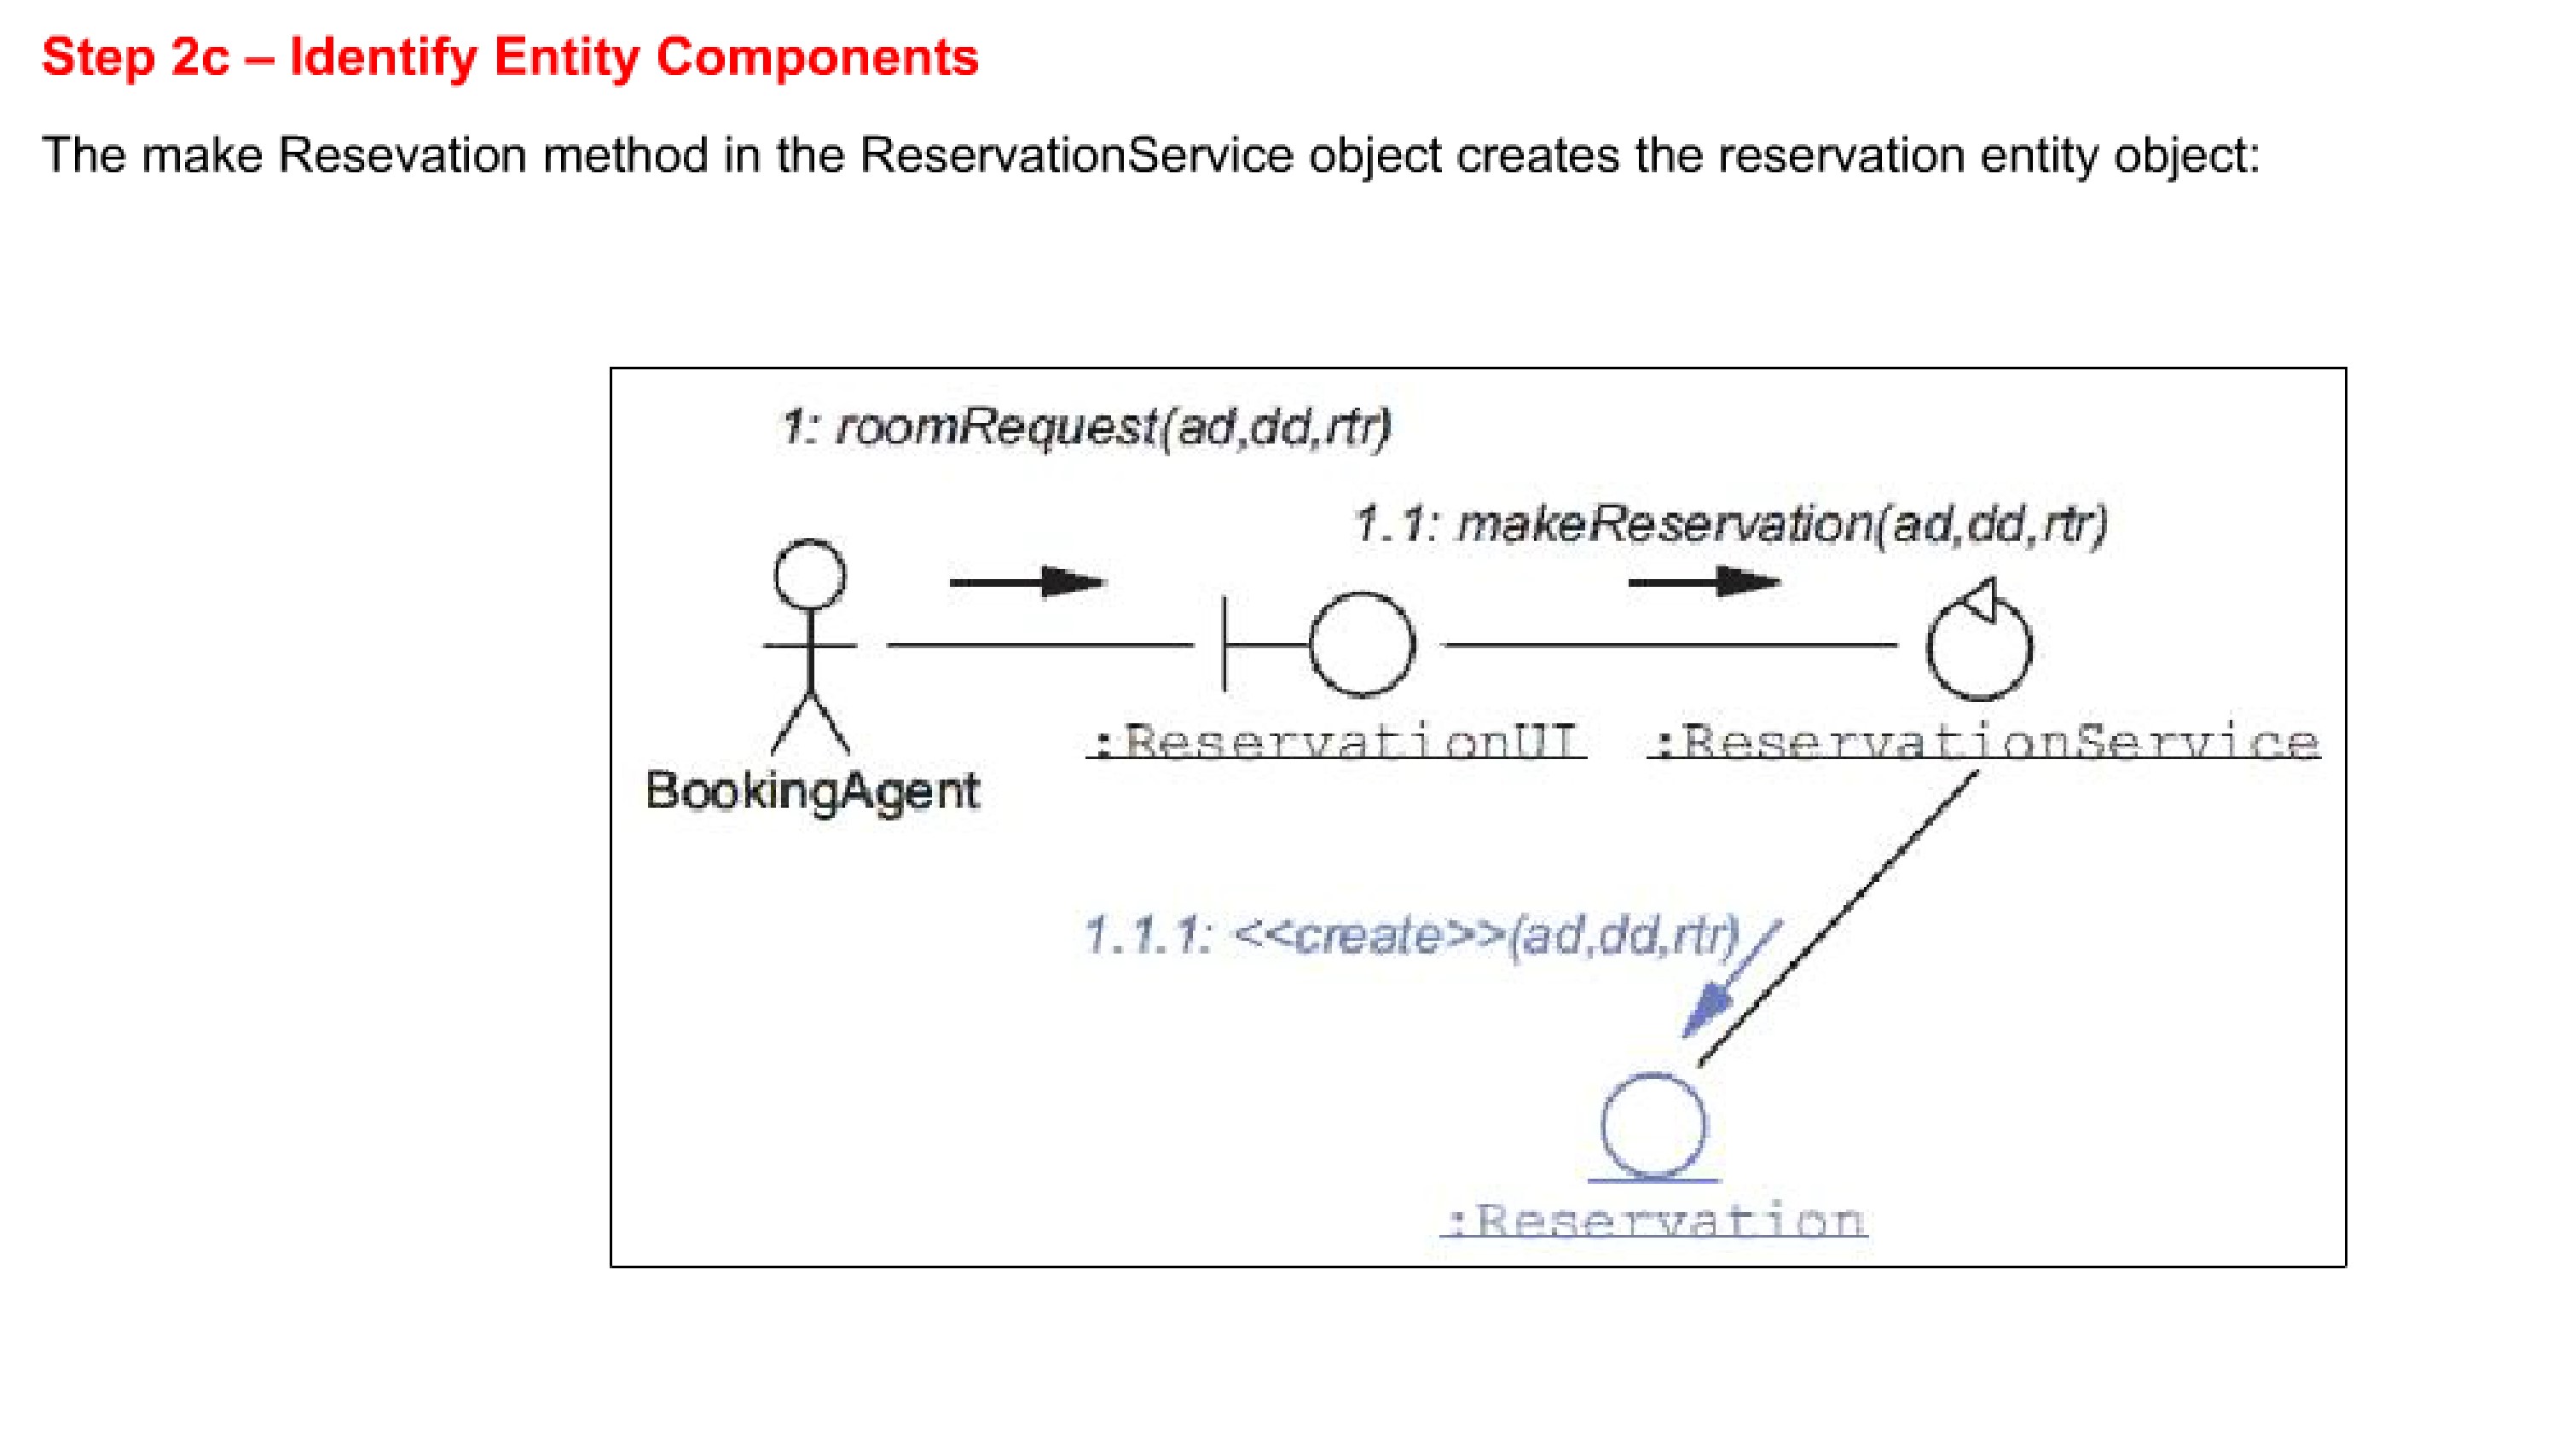 Step 2c – Identify Entity Components
The make Resevation method in the ReservationService object creates the reservation entity object:
1: roomRequest(ad,dd,rtr)
1.1: makeReservation(ad,dd,rtr)
:ReservationUI
:ReservationService
BookingAgent
1.1.1: <<create>>(ad,dd,rtr)
:Reservation